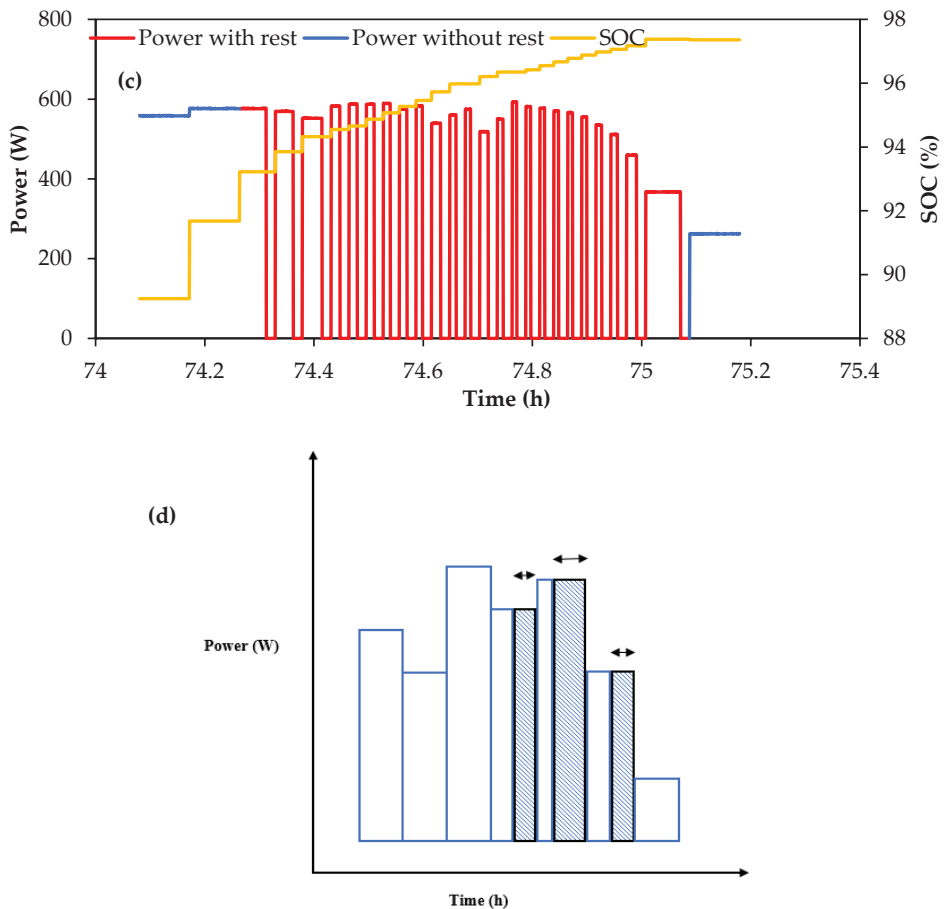 800 98
Power with rest Power without rest SOC
(c)
600 96
400 94
92
200 90
0 88
74 74.2 74.4 74.6 74.8 75 75.2 75.4
Power (W)
SOC (%)
Time (h)
(d)
Power (W)
Time (h)